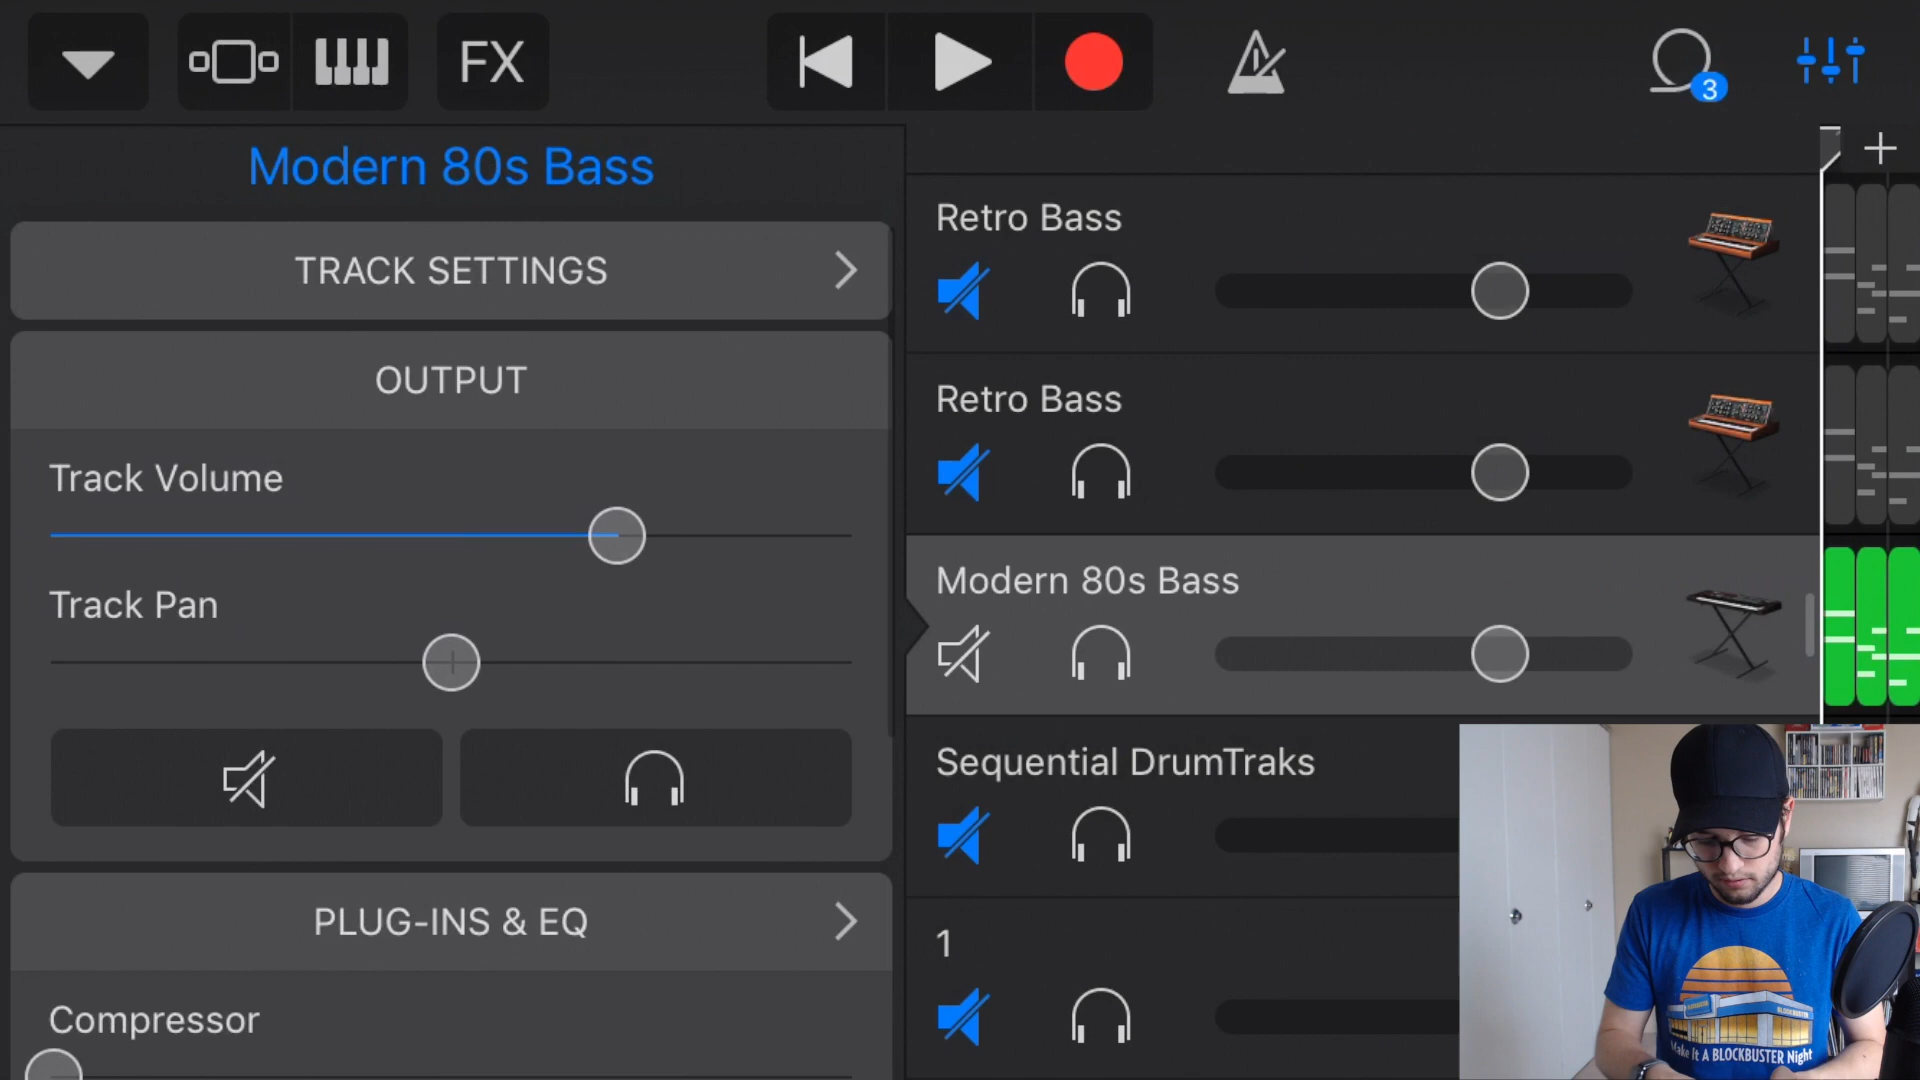 FX
3
Modern 80s Bass
TRACK SETTINGS
OUTPUT
Track Volume
Track Pan
PLUG-INS & EQ
Compressor
Retro Bass
Retro Bass
Modern 80s Bass
Sequential DrumTraks
1
BLOCKBUSTER
Make It A BLOCKBUSTER Night